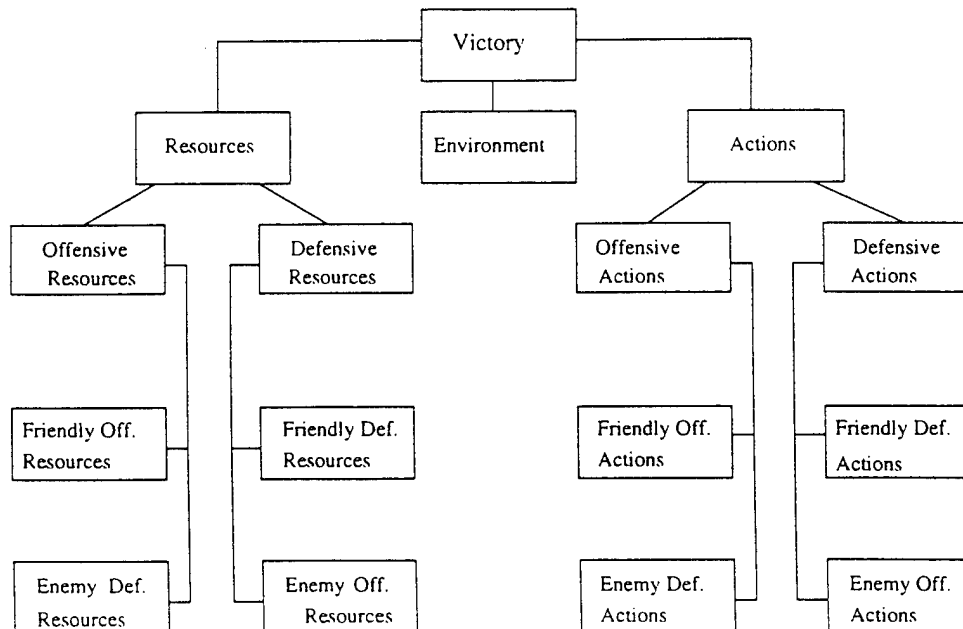 Victory
Resources
Environment
Actions
Offensive
Resources
Defensive
Resources
Offensive
Actions
Defensive
Actions
Friendly Off.
Resources
Friendly Def.
Resources
Friendly Off.
Actions
Friendly Def.
Actions
Enemy Def.
Resources
Enemy Off.
Resources
Enemy Def.
Actions
Enemy Off.
Actions